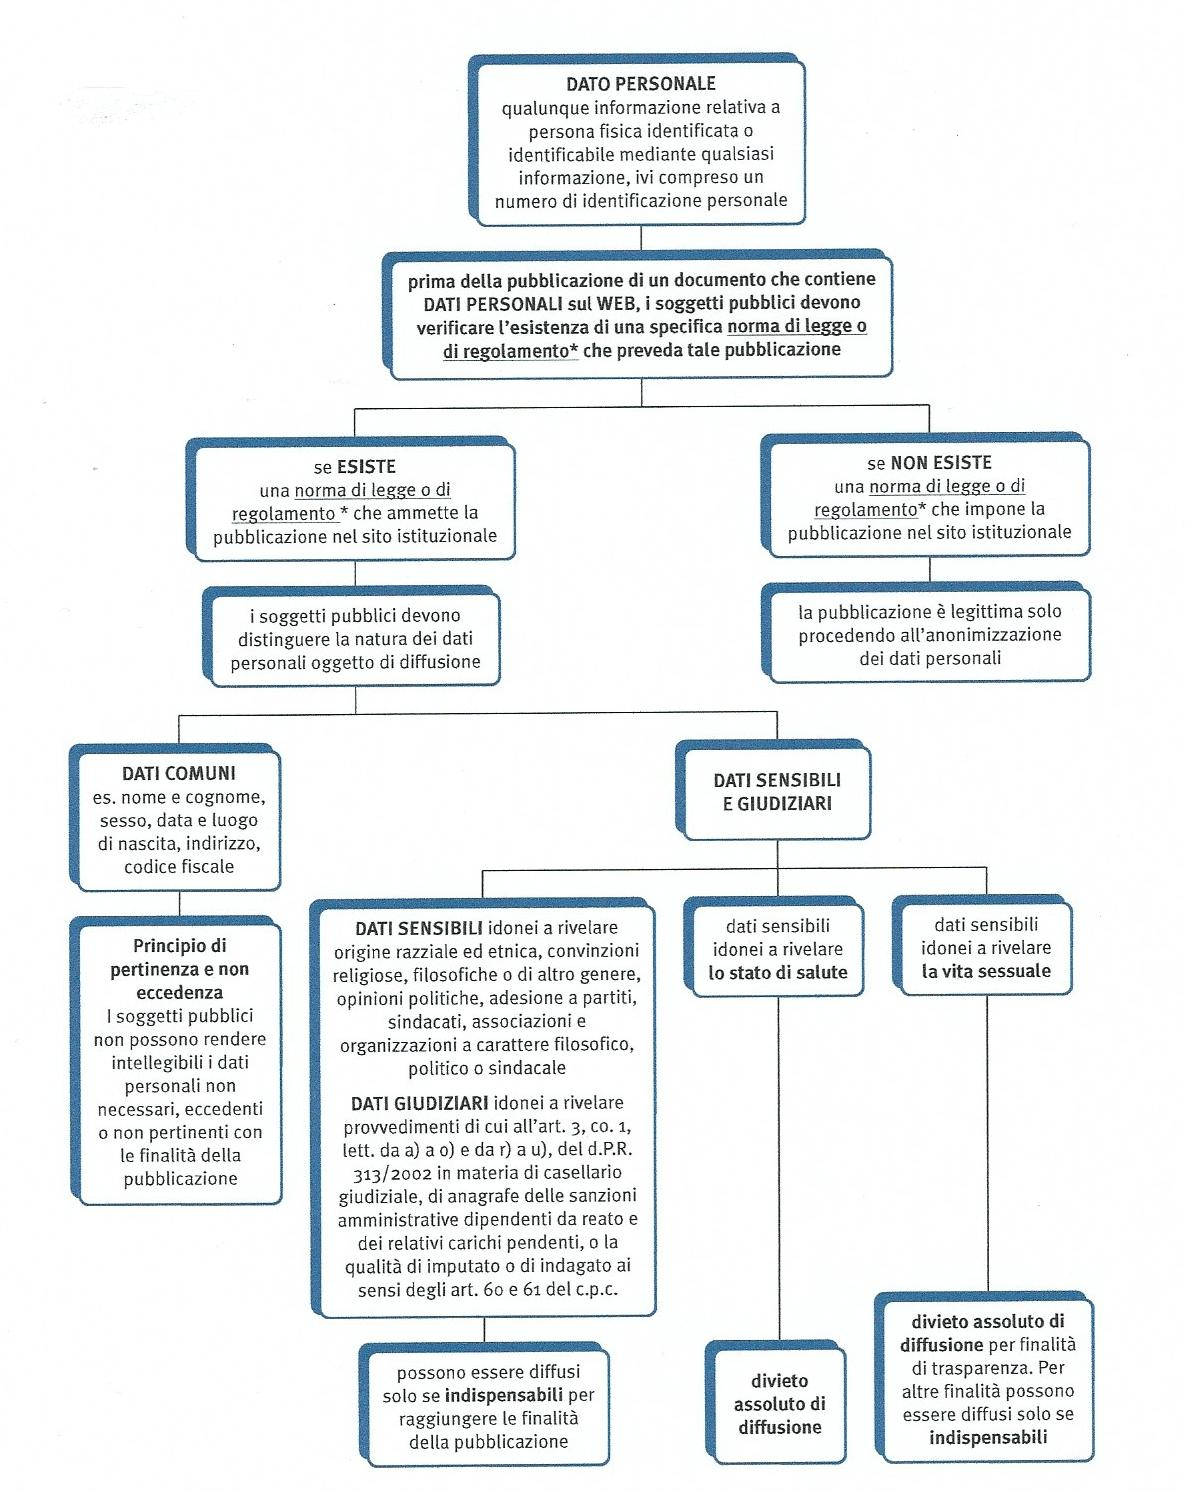 DATO PERSONALE
qualunque informazione relativa a
persona fisica identificata o
identificabile mediante qualsiasi
informazione, ivi compreso un
numero di identificazione personale
prima della pubblicazione di un documento che contiene
DATI PERSONALI sul WEB, i soggetti pubblici devono
verificare l'esistenza di una specifica norma di legge o
di regolamento* che preveda tale pubblicazione
se ESISTE
una norma di legge o di
regolamento * che ammette la
pubblicazione nel sito istituzionale
se NON ESISTE
una norma di legge o di
regolamento* che impone la
pubblicazione nel sito istituzionale
i soggetti pubblici devono
distinguere la natura dei dati
personali oggetto di diffusione
la pubblicazione è legittima solo
procedendo all'anonimizzazione
dei dati personali
DATI COMUNI
es. nome e cognome,
sesso, data e luogo
di nascita, indirizzo,
codice fiscale
DATI SENSIBILI
E GIUDIZIARI
Principio di
pertinenza e non
eccedenza
I soggetti pubblici
non possono rendere
intellegibili i dati
personali non
necessari, eccedenti
o non pertinenti con
le finalità della
pubblicazione
DATI SENSIBILI idonei a rivelare
origine razziale ed etnica, convinzioni
religiose, filosofiche o di altro genere,
opinioni politiche, adesione a partiti,
sindacati, associazioni e
organizzazioni a carattere filosofico,
politico o sindacale
DATI GIUDIZIARI idonei a rivelare
provvedimenti di cui all'art. 3, co. 1,
lett. da a) a o) e da r) a u), del d.P.R.
313/2002 in materia di casellario
giudiziale, di anagrafe delle sanzioni
amministrative dipendenti da reato e
dei relativi carichi pendenti, o la
qualità di imputato o di indagato ai
sensi degli art. 60 e 61 del c.p.c.
dati sensibili
idonei a rivelare
lo stato di salute
dati sensibili
idonei a rivelare
la vita sessuale
possono essere diffusi
solo se indispensabili per
raggiungere le finalità
della pubblicazione
divieto
assoluto di
diffusione
divieto assoluto di
diffusione per finalità
di trasparenza. Per
altre finalità possono
essere diffusi solo se
indispensabili